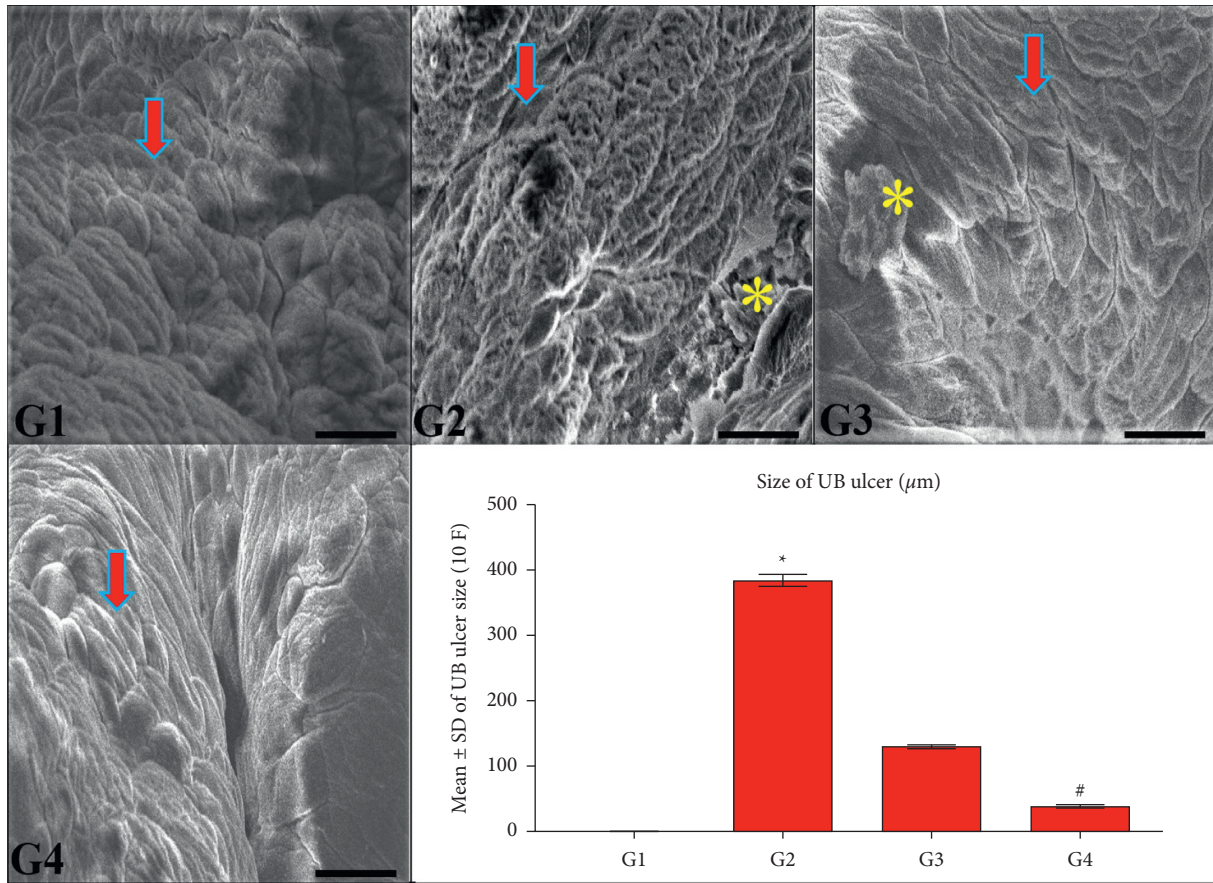 G1
G2
G3
G4
Size of UB ulcer (μm)
Mean ± SD of UB ulcer size (10 F)
500
400
300
200
100
0
*
#
G1 G2 G3 G4